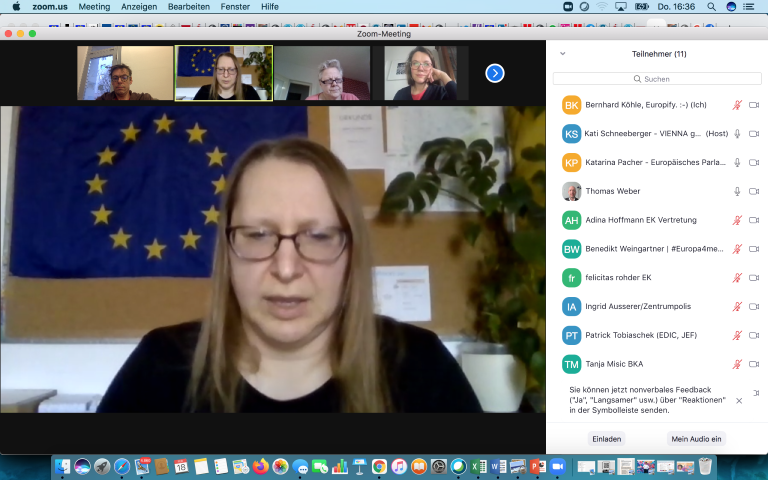 zoom.us Meeting Anzeigen Bearbeiten Fenster Hilfe Do. 16:36
Zoom-Meeting
URKUNDE
Teilnehmer (11)
Suchen
BK Bernhard Köhle, Europify. :-) (Ich)
KS Kati Schneeberger - VIENNA g... (Host)
KP Katarina Pacher - Europäisches Parla...
Thomas Weber
AH Adina Hoffmann EK Vertretung
BW Benedikt Weingartner | #Europa4me...
fr felicitas rohder EK
IA Ingrid Ausserer/Zentrumpolis
PT Patrick Tobiaschek (EDIC, JEF)
TM Tanja Misic BKA
Sie können jetzt nonverbales Feedback
("Ja", "Langsamer" usw.) über "Reaktionen"
in der Symbolleiste senden.
Einladen Mein Audio ein
18